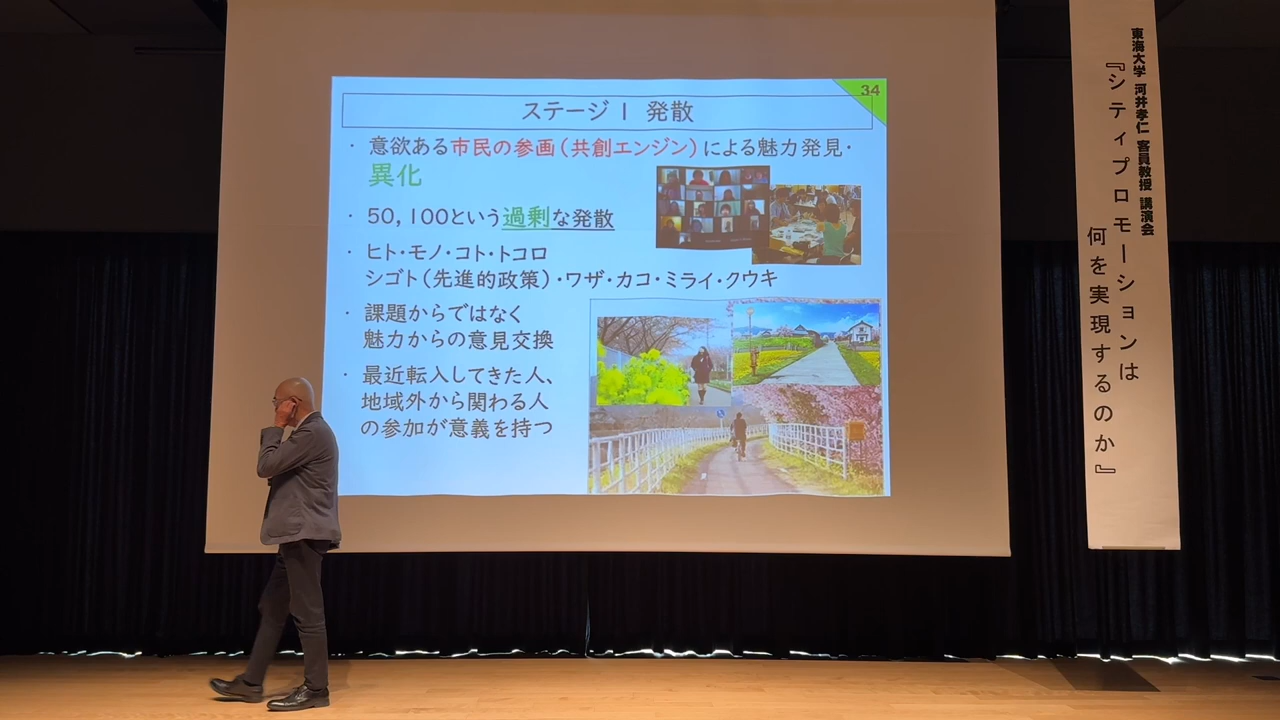 34
ステージⅠ 発散
・ 意欲ある市民の参画（共創エンジン）による魅力発見・
異化
・ 50,100という過剰な発散
・ ヒト・モノ・コト・トコロ
シゴト（先進的政策）・ワザ・カコ・ミライ・クウキ
・ 課題からではなく
魅力からの意見交換
・ 最近転入してきた人、
地域外から関わる人
の参加が意義を持つ
東海大学 河井孝仁 客員教授 講演会
『シティプロモーションは
何を実現するのか』